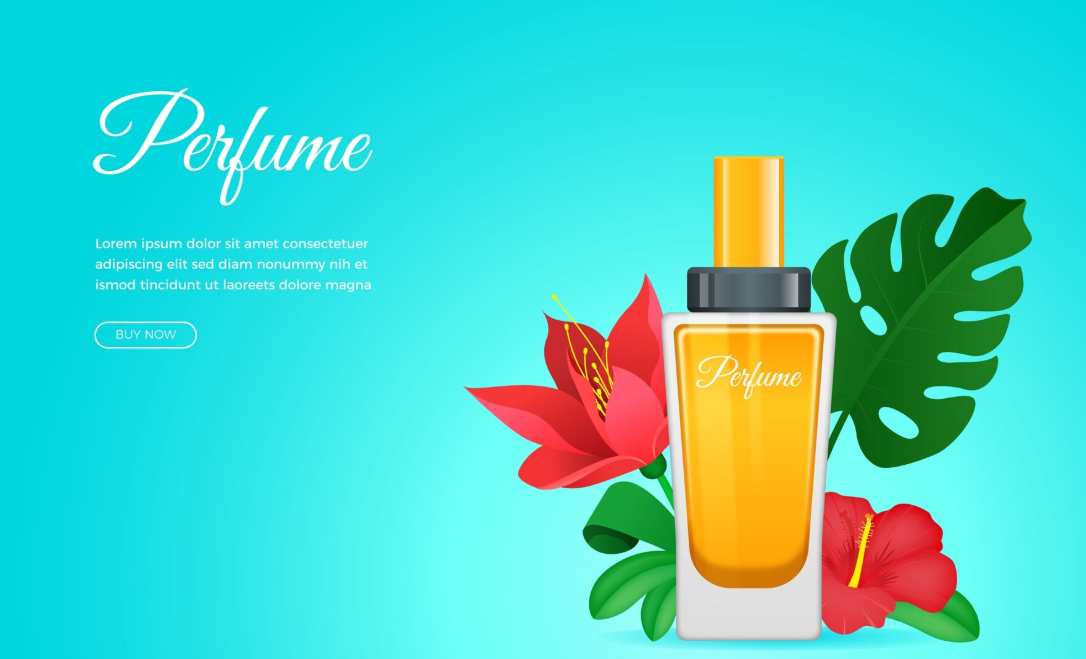 Perfume
Lorem ipsum dolor sit amet consectetuer
adipiscing elit sed diam nonummy nih et
ismod tincidunt ut laoreets dolore magna
BUY NOW
Perfume